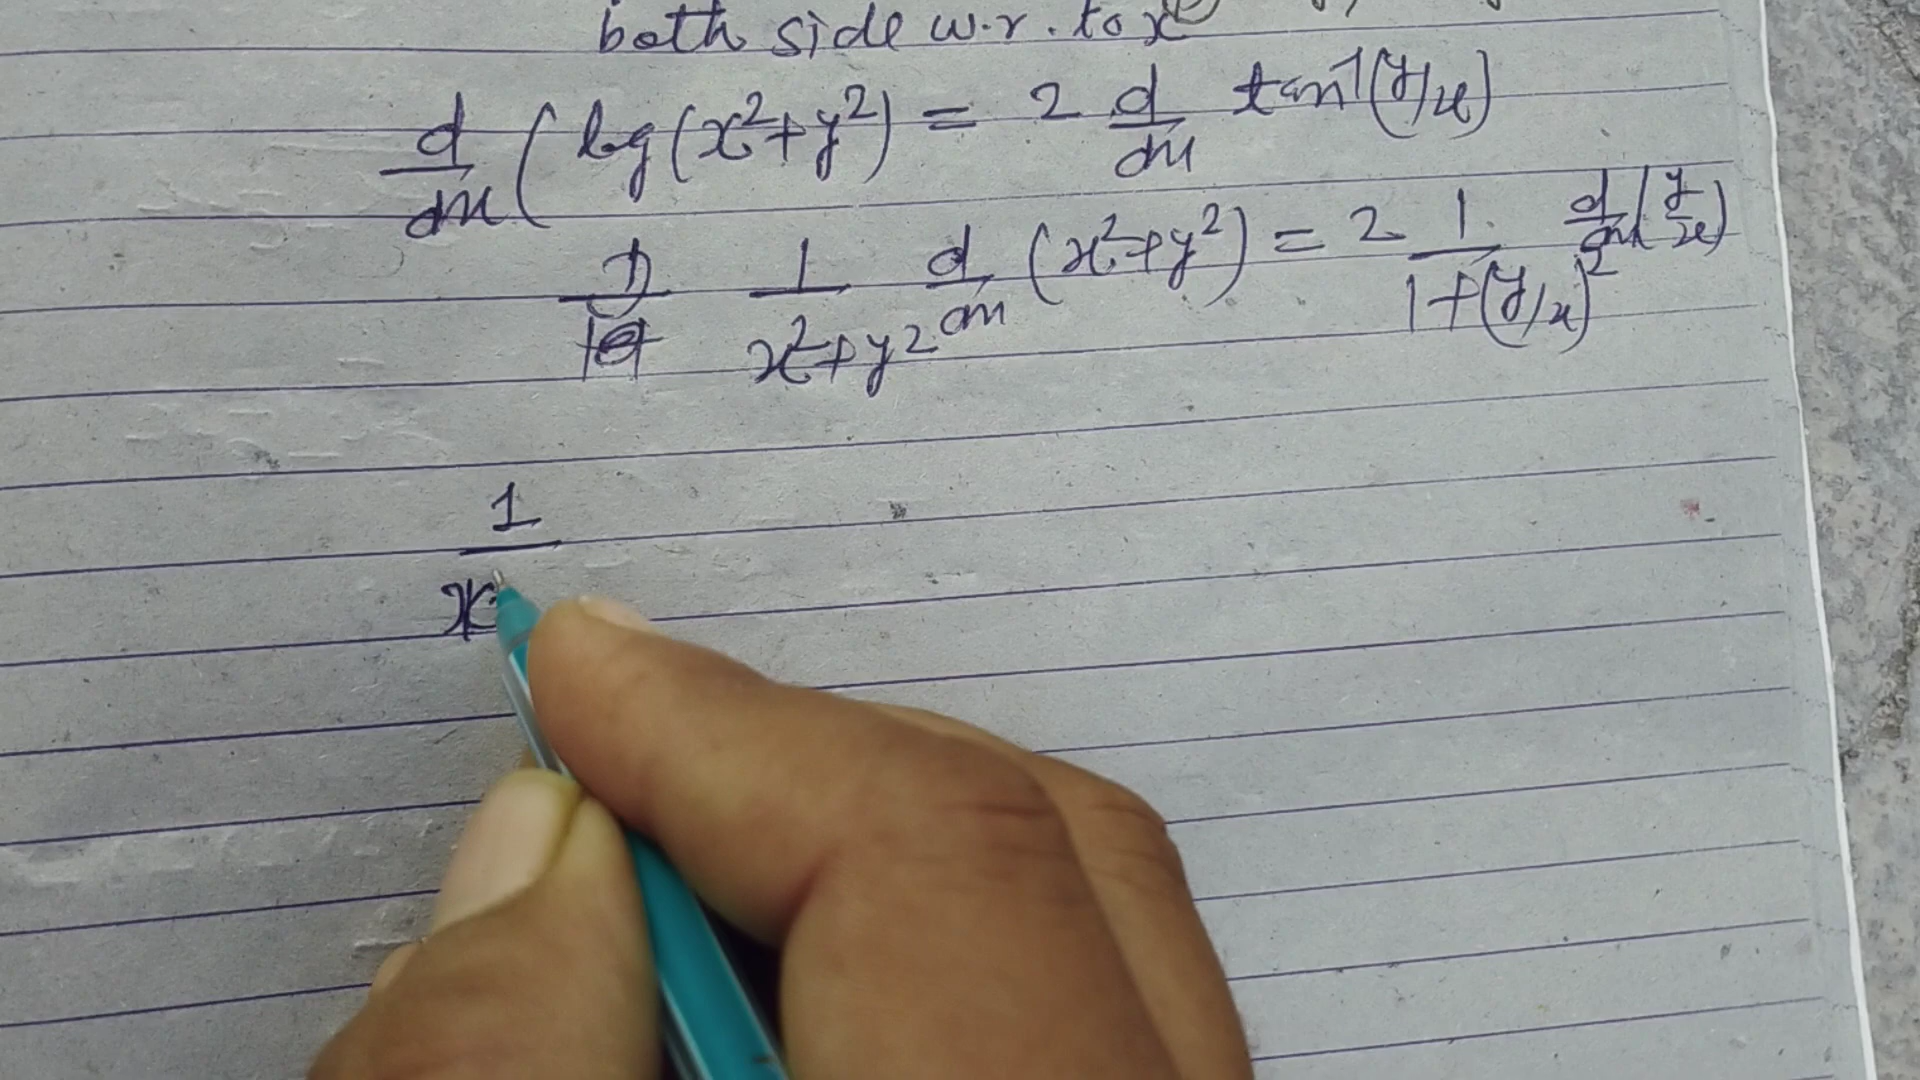 both side w.r. to x
d/dx ( log(x²+y²) = 2 d/dx tan⁻¹(y/x)
1/(x²+y²) d/dx (x²+y²) = 2 1/(1+(y/x)²) d/dx(y/x)
1/x